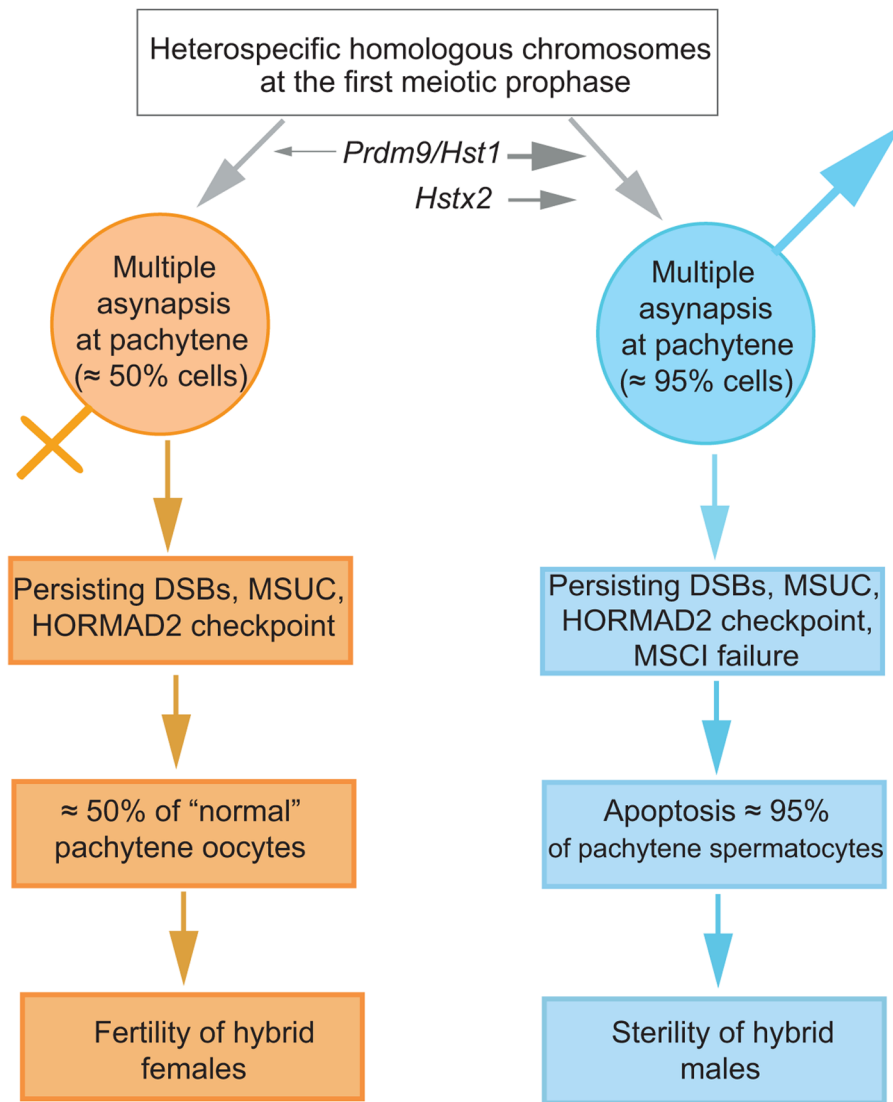 Heterospecific homologous chromosomes
at the first meiotic prophase
Prdm9/Hst1
Hstx2
Multiple
asynapsis
at pachytene
(≈ 50% cells)
Multiple
asynapsis
at pachytene
(≈ 95% cells)
Persisting DSBs, MSUC,
HORMAD2 checkpoint
Persisting DSBs, MSUC,
HORMAD2 checkpoint,
MSCI failure
≈ 50% of “normal”
pachytene oocytes
Apoptosis ≈ 95%
of pachytene spermatocytes
Fertility of hybrid
females
Sterility of hybrid
males